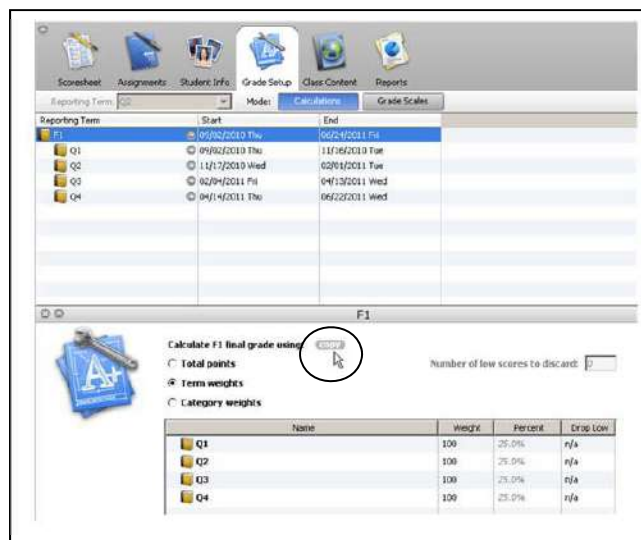 Scoresheet Assignments Student Info Grade Setup Class Content Reports
Reporting Term: Q2 Mode: Calculations Grade Scales
Reporting Term Start End
F1 09/02/2010 Thu 06/24/2011 Fri
Q1 09/02/2010 Thu 11/16/2010 Tue
Q2 11/17/2010 Wed 02/01/2011 Tue
Q3 02/04/2011 Fri 04/13/2011 Wed
Q4 04/14/2011 Thu 06/22/2011 Wed
F1
Calculate F1 final grade using: copy
Total points Number of low scores to discard: 0
Term weights
Category weights
Name Weight Percent Drop Low
Q1 100 25.0% n/a
Q2 100 25.0% n/a
Q3 100 25.0% n/a
Q4 100 25.0% n/a
A+